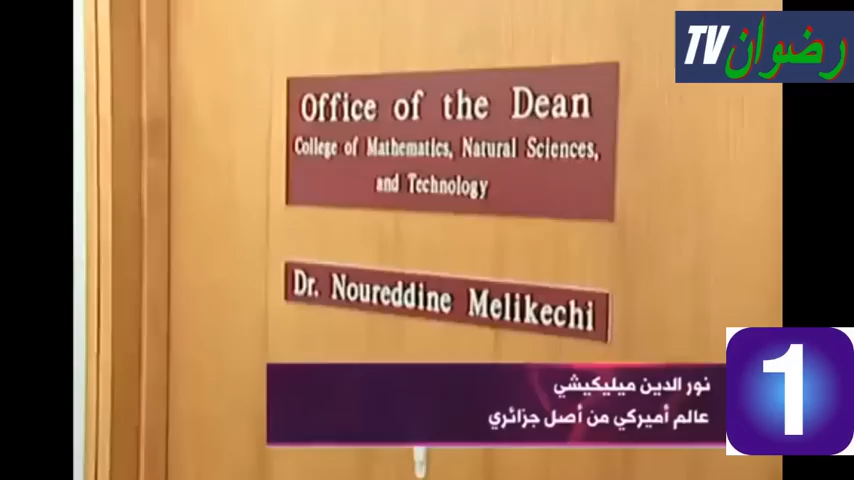 TV رضوان
Office of the Dean
College of Mathematics, Natural Sciences,
and Technology
Dr. Noureddine Melikechi
نور الدين ميليكيشي
عالم أميركي من أصل جزائري
1